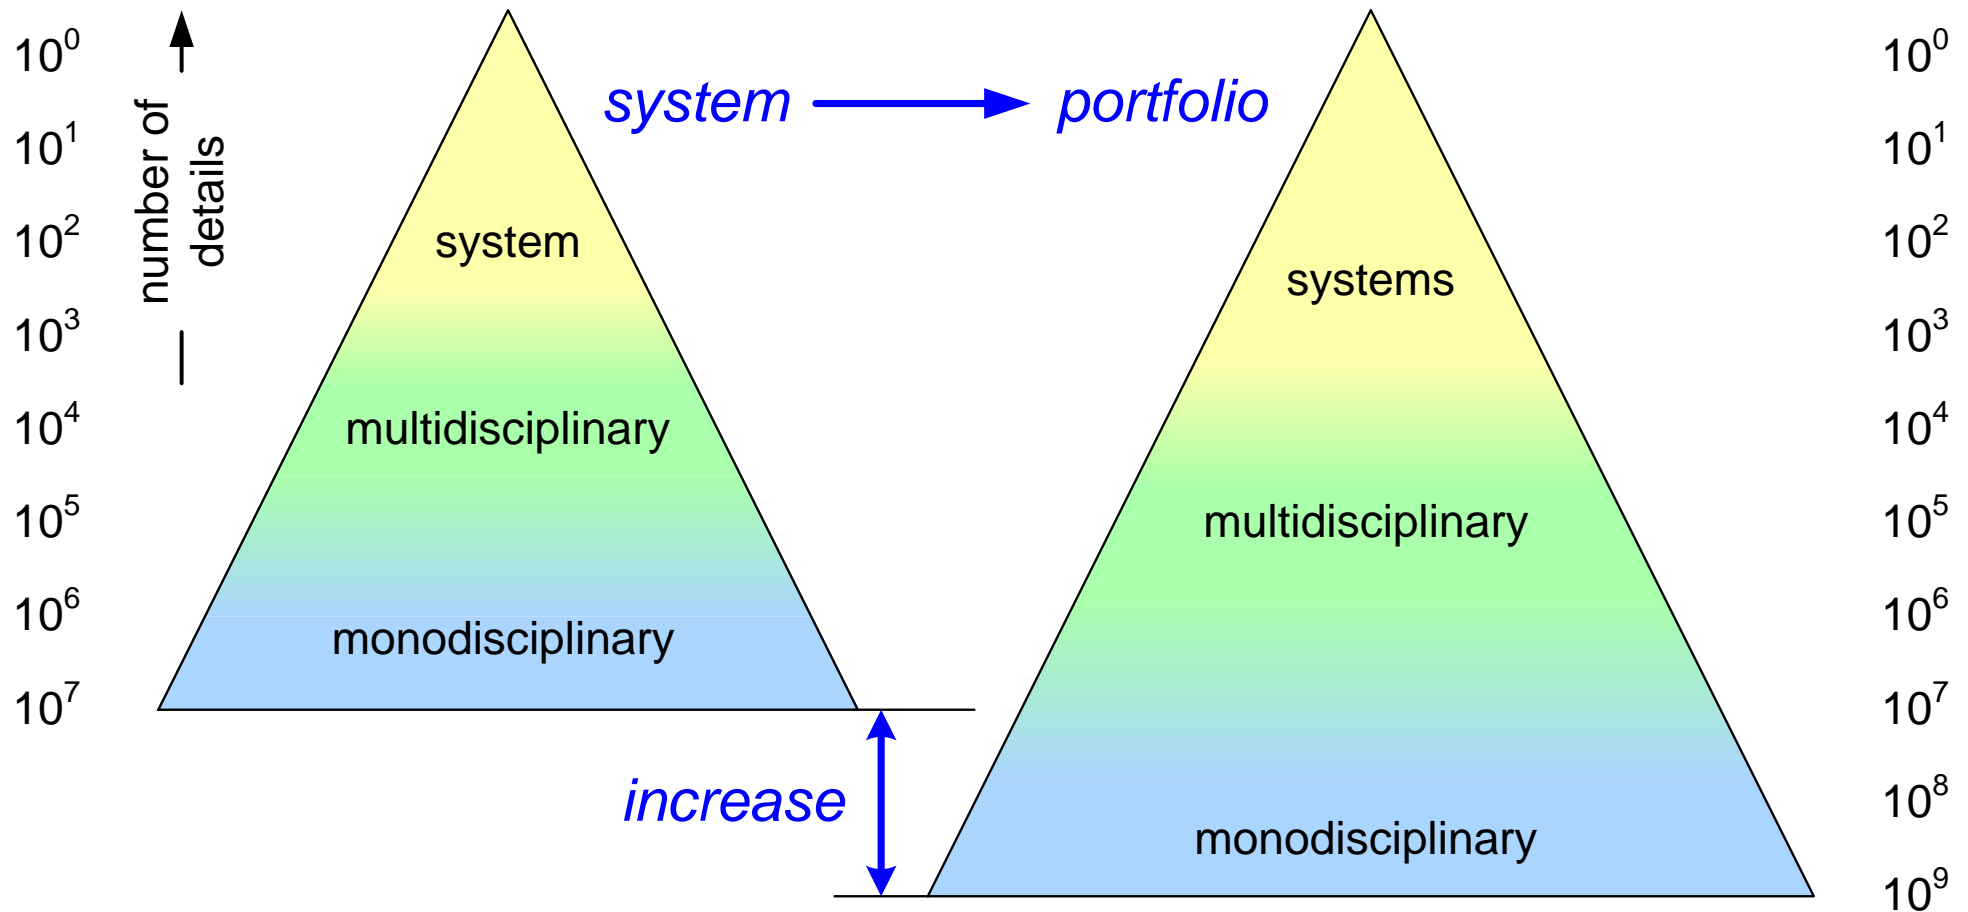 10⁰
10¹
10²
10³
10⁴
10⁵
10⁶
10⁷
number of
details
system
multidisciplinary
monodisciplinary
system
portfolio
increase
systems
multidisciplinary
monodisciplinary
10⁰
10¹
10²
10³
10⁴
10⁵
10⁶
10⁷
10⁸
10⁹